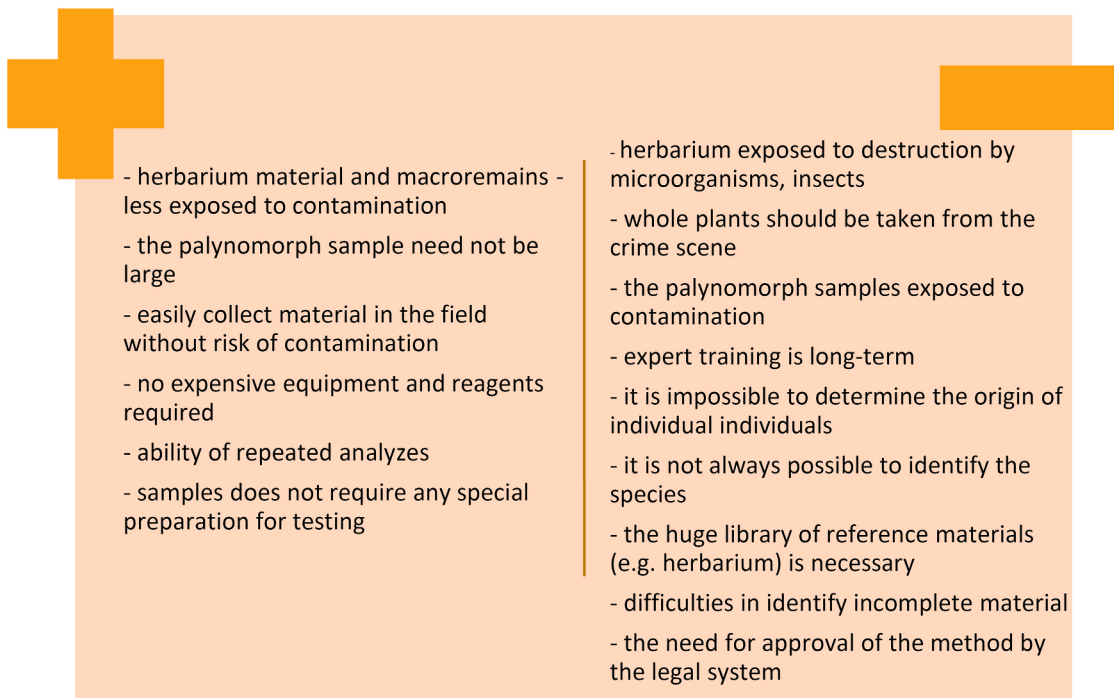 - herbarium material and macroremains -
less exposed to contamination
- the palynomorph sample need not be
large
- easily collect material in the field
without risk of contamination
- no expensive equipment and reagents
required
- ability of repeated analyzes
- samples does not require any special
preparation for testing
- herbarium exposed to destruction by
microorganisms, insects
- whole plants should be taken from the
crime scene
- the palynomorph samples exposed to
contamination
- expert training is long-term
- it is impossible to determine the origin of
individual individuals
- it is not always possible to identify the
species
- the huge library of reference materials
(e.g. herbarium) is necessary
- difficulties in identify incomplete material
- the need for approval of the method by
the legal system